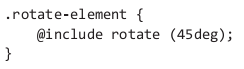 .rotate-element {
    @include rotate (45deg);
}